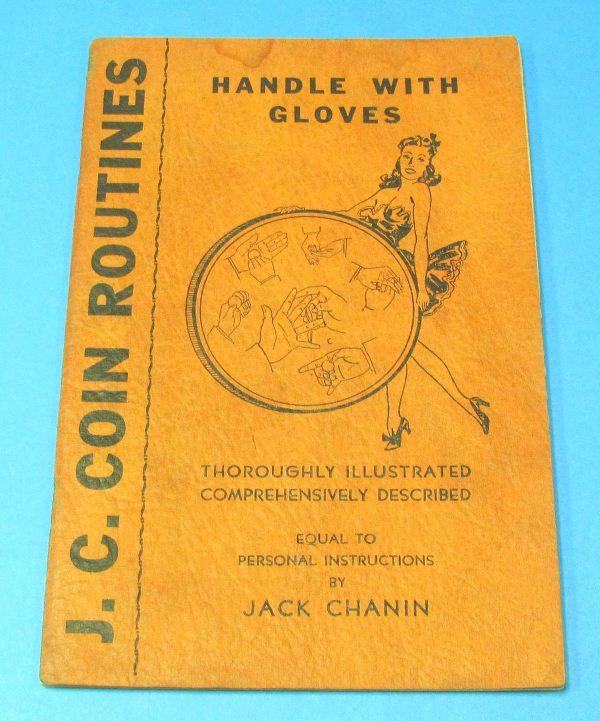 J. C. COIN ROUTINES
HANDLE WITH
GLOVES
THOROUGHLY ILLUSTRATED
COMPREHENSIVELY DESCRIBED
EQUAL TO
PERSONAL INSTRUCTIONS
BY
JACK CHANIN